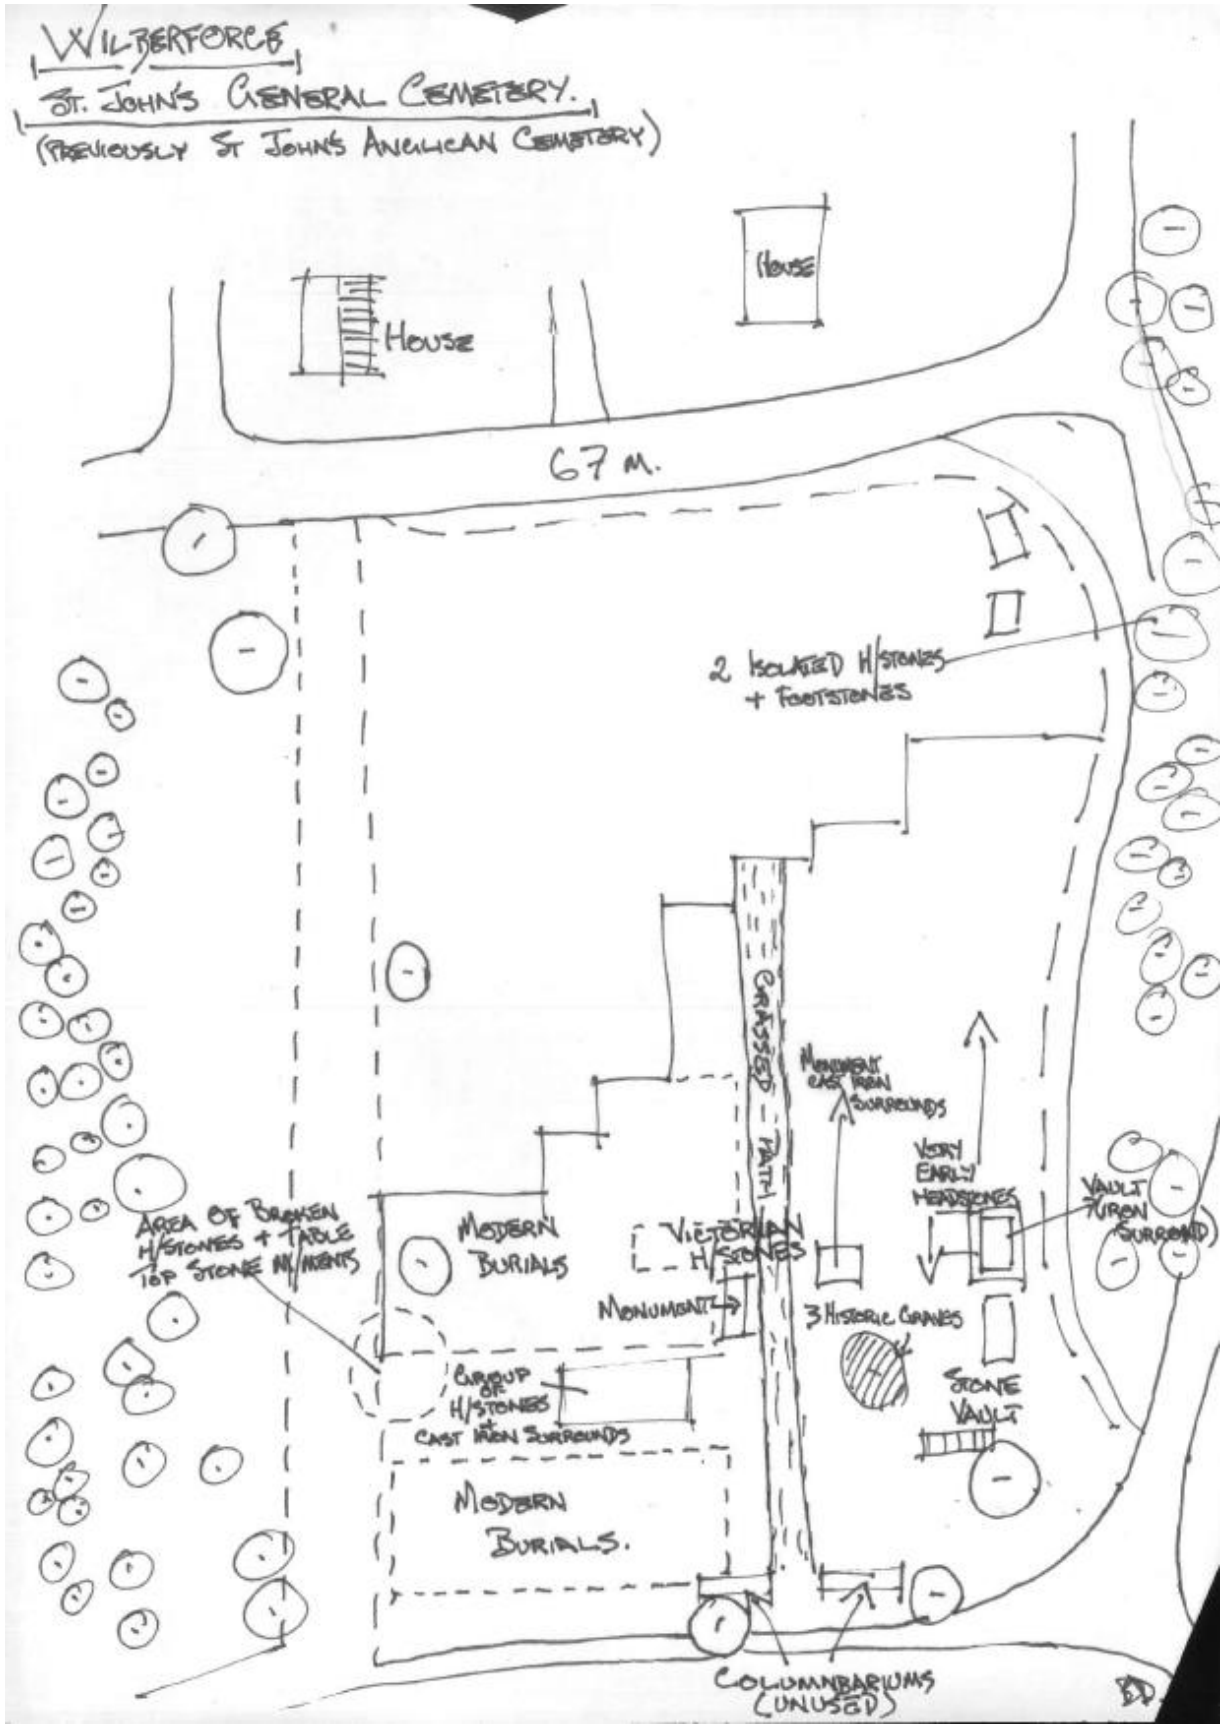 WILBERFORCE
ST. JOHN'S GENERAL CEMETERY.
(PREVIOUSLY ST JOHN'S ANGLICAN CEMETERY)
HOUSE
HOUSE
67 M.
2 ISOLATED H/STONES
+ FOOTSTONES
GRASSED - PATH
MONUMENT
CAST IRON
SURROUNDS
VERY
EARLY
HEADSTONES
VAULT
(IRON
SURROUND)
AREA OF BROKEN
H/STONES + TABLE
TOP STONE M/MENTS
MODERN
BURIALS
VICTORIAN
H/STONES
MONUMENT
3 HISTORIC GRAVES
GROUP
OF
H/STONES
+
CAST IRON SURROUNDS
STONE
VAULT
MODERN
BURIALS.
COLUMNBARIUMS
(UNUSED)